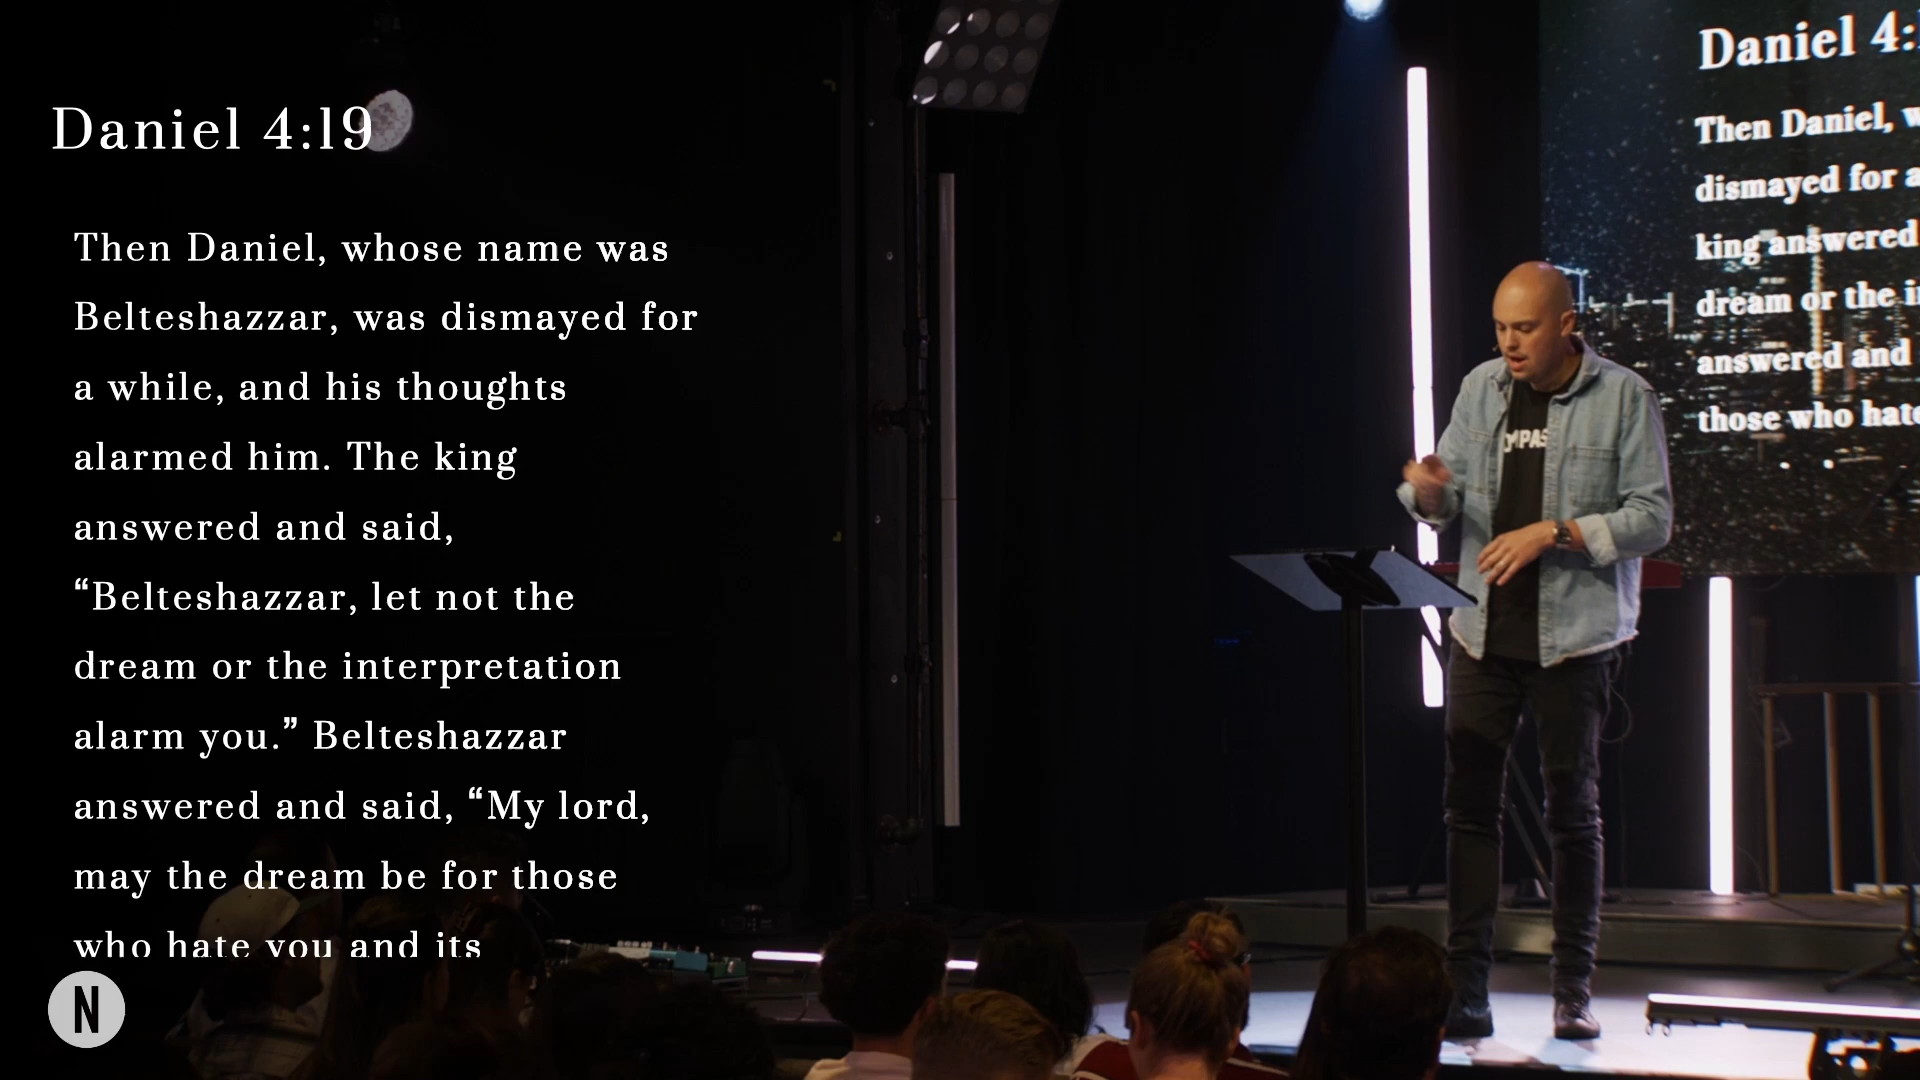 Daniel 4:19
Then Daniel, whose name was
Belteshazzar, was dismayed for
a while, and his thoughts
alarmed him. The king
answered and said,
“Belteshazzar, let not the
dream or the interpretation
alarm you.” Belteshazzar
answered and said, “My lord,
may the dream be for those
who hate you and its
N
Daniel 4:
Then Daniel,
dismayed for
king answered
dream or the
answered and
those who